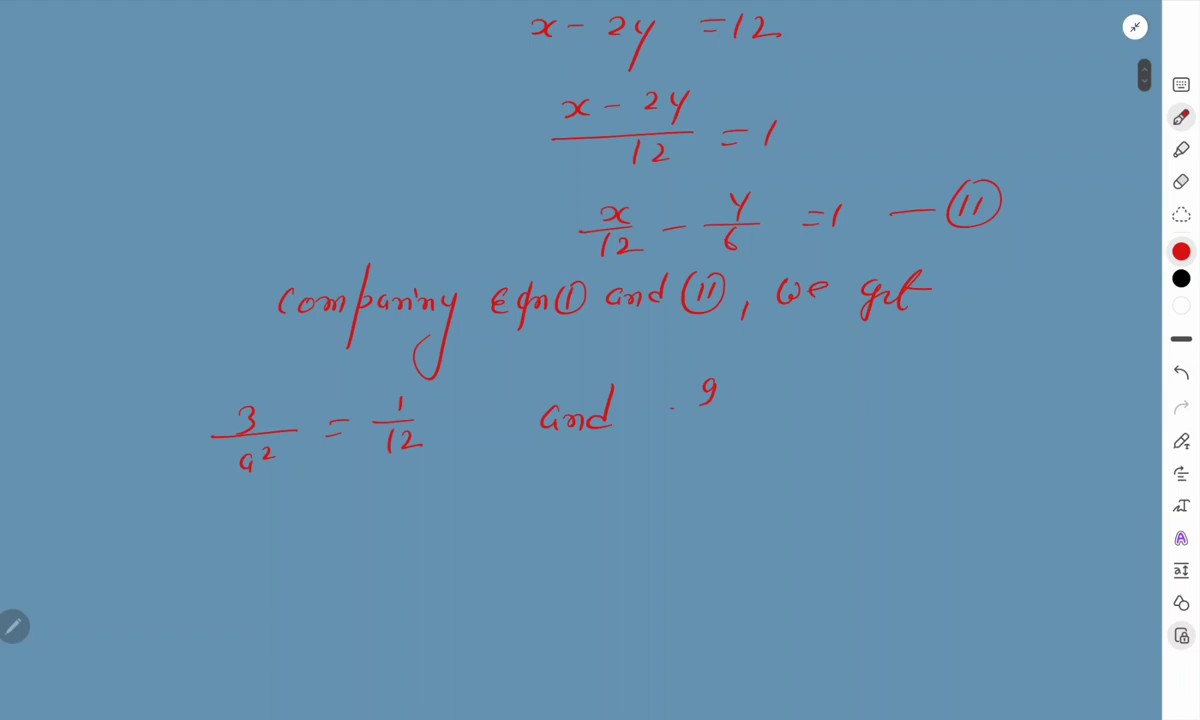 x - 2y = 12
x - 2y / 12 = 1
x/12 - y/6 = 1 — (II)
Comparing Eqn (I) and (II), we get
3/a² = 1/12 and 9